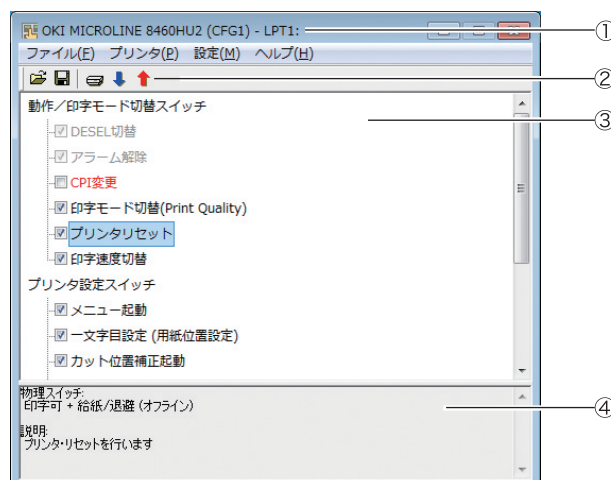 OKI MICROLINE 8460HU2 (CFG1) - LPT1:
①
ファイル(F) プリンタ(P) 設定(M) ヘルプ(H)
②
動作／印字モード切替スイッチ
③
DESEL切替
アラーム解除
CPI変更
印字モード切替(Print Quality)
プリンタリセット
印字速度切替
プリンタ設定スイッチ
メニュー起動
一文字目設定 (用紙位置設定)
カット位置補正起動
物理スイッチ:
印字可 + 給紙/退避 (オフライン)
④
説明:
プリンタ・リセットを行います